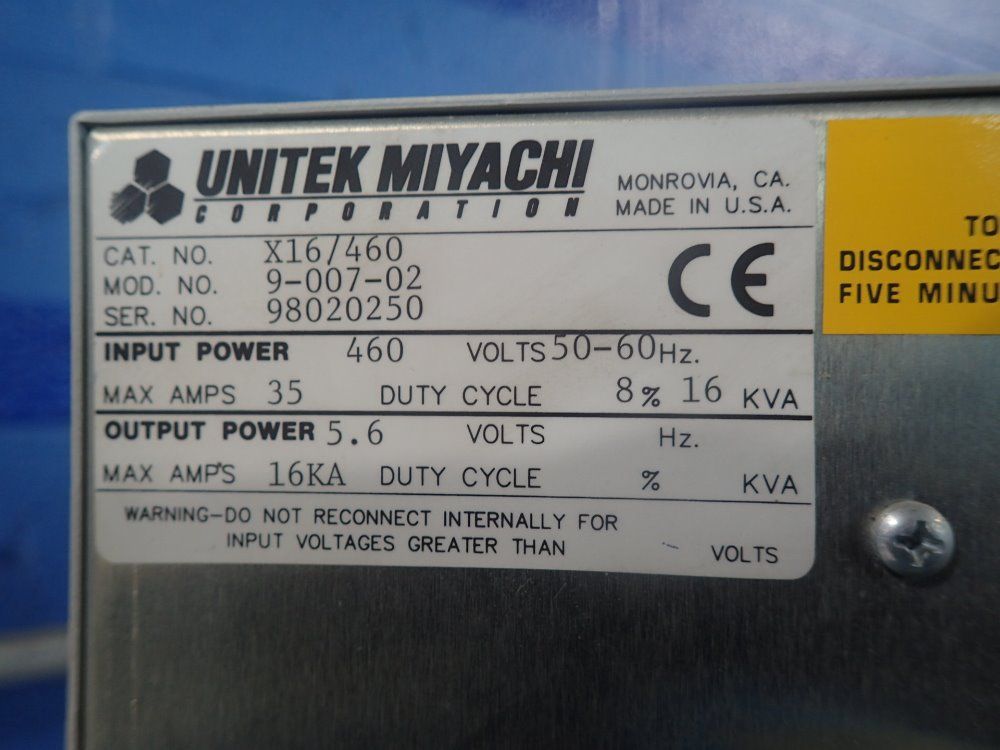 UNITEK MIYACHI
CORPORATION
MONROVIA, CA.
MADE IN U.S.A.
CAT. NO. X16/460
MOD. NO. 9-007-02
SER. NO. 98020250
INPUT POWER 460 VOLTS 50-60 Hz.
MAX AMPS 35 DUTY CYCLE 8 % 16 KVA
OUTPUT POWER 5.6 VOLTS Hz.
MAX AMP'S 16KA DUTY CYCLE % KVA
WARNING-DO NOT RECONNECT INTERNALLY FOR
INPUT VOLTAGES GREATER THAN VOLTS
CE
TO
DISCONNEC
FIVE MINU